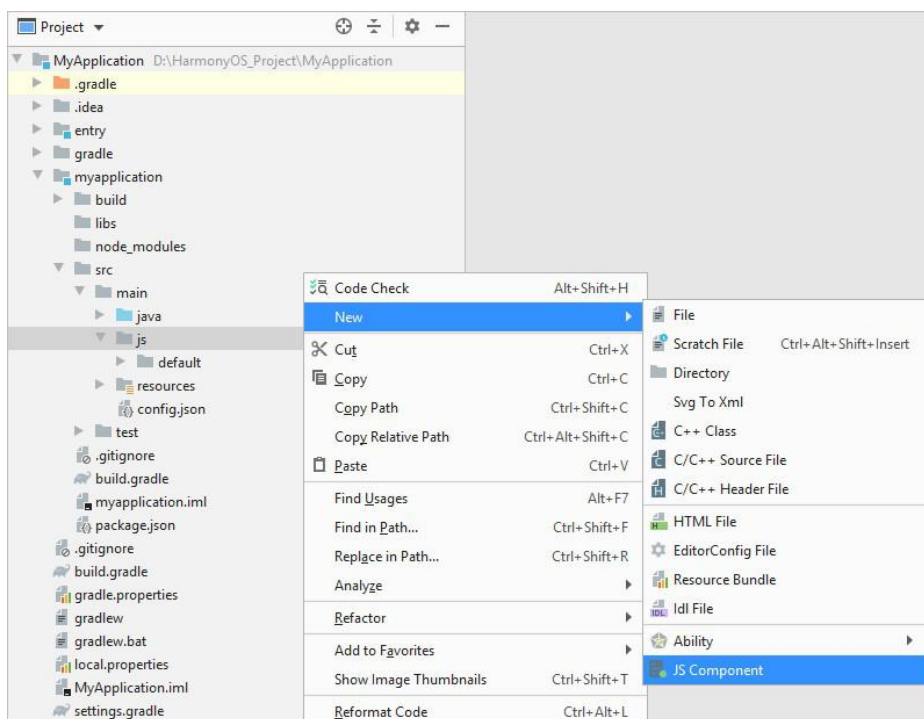 Project
MyApplication D:\HarmonyOS_Project\MyApplication
.gradle
.idea
entry
gradle
myapplication
build
libs
node_modules
src
main
java
js
default
resources
config.json
test
.gitignore
build.gradle
myapplication.iml
package.json
.gitignore
build.gradle
gradle.properties
gradlew
gradlew.bat
local.properties
MyApplication.iml
settings.gradle
Code Check Alt+Shift+H
New
Cut Ctrl+X
Copy Ctrl+C
Copy Path Ctrl+Shift+C
Copy Relative Path Ctrl+Alt+Shift+C
Paste Ctrl+V
Find Usages Alt+F7
Find in Path... Ctrl+Shift+F
Replace in Path... Ctrl+Shift+R
Analyze
Refactor
Add to Favorites
Show Image Thumbnails Ctrl+Shift+T
Reformat Code Ctrl+Alt+L
File
Scratch File Ctrl+Alt+Shift+Insert
Directory
Svg To Xml
C++ Class
C/C++ Source File
C/C++ Header File
HTML File
EditorConfig File
Resource Bundle
Idl File
Ability
JS Component